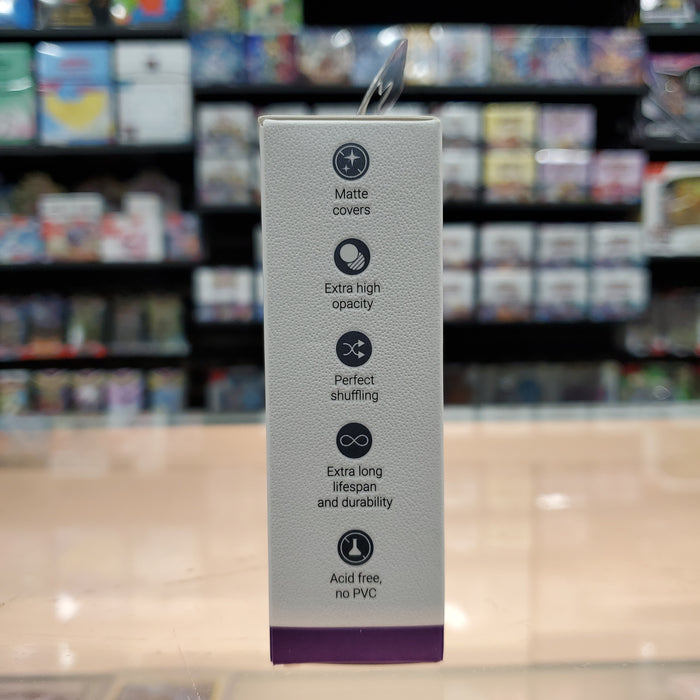 Matte
covers
Extra high
opacity
Perfect
shuffling
Extra long
lifespan
and durability
Acid free,
no PVC